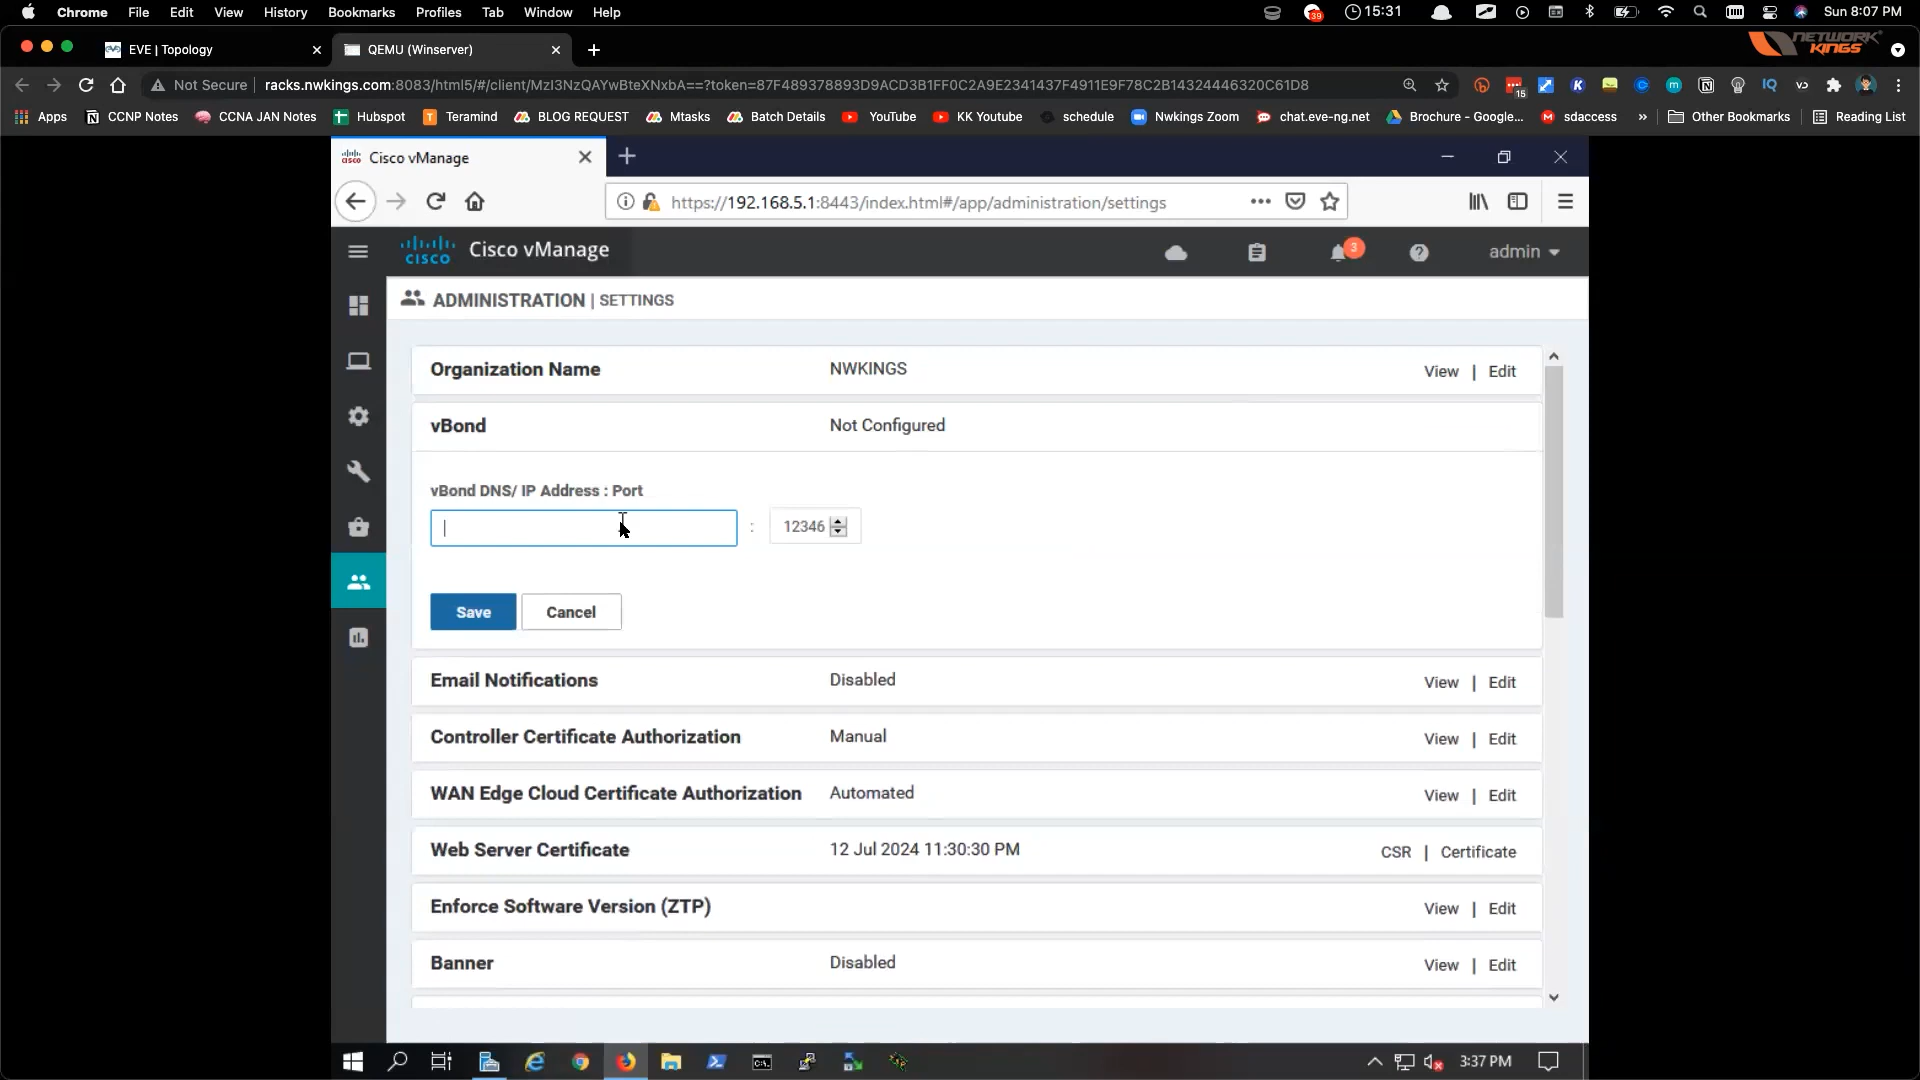 Chrome File Edit View History Bookmarks Profiles Tab Window Help 39 15:31 Sun 8:07 PM
EVE | Topology QEMU (Winserver) NETWORK KINGS
Not Secure racks.nwkings.com:8083/html5/#/client/MzI3NzQAYwBteXNxbA==?token=87F489378893D9ACD3B1FF0C2A9E2341437F4911E9F78C2B14324446320C61D8 15
Apps CCNP Notes CCNA JAN Notes Hubspot Teramind BLOG REQUEST Mtasks Batch Details YouTube KK Youtube schedule Nwkings Zoom chat.eve-ng.net Brochure - Google... sdaccess » Other Bookmarks Reading List
cisco Cisco vManage
https://192.168.5.1:8443/index.html#/app/administration/settings
cisco Cisco vManage 3 admin
ADMINISTRATION | SETTINGS
Organization Name NWKINGS View | Edit
vBond Not Configured
vBond DNS/ IP Address : Port
: 12346
Save Cancel
Email Notifications Disabled View | Edit
Controller Certificate Authorization Manual View | Edit
WAN Edge Cloud Certificate Authorization Automated View | Edit
Web Server Certificate 12 Jul 2024 11:30:30 PM CSR | Certificate
Enforce Software Version (ZTP) View | Edit
Banner Disabled View | Edit
3:37 PM